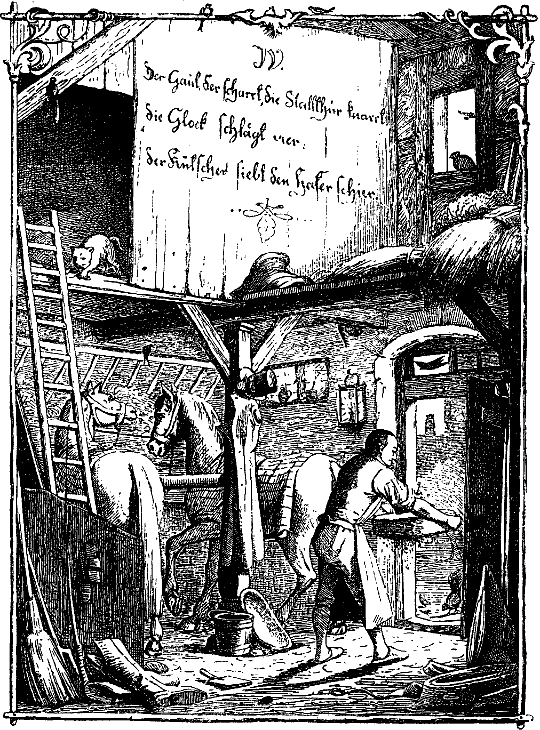 IV.
Der Gaul, der scharrt, die Stallthür knarrt,
die Glock schlägt vier:
der Kutscher siebt den Hafer schier.